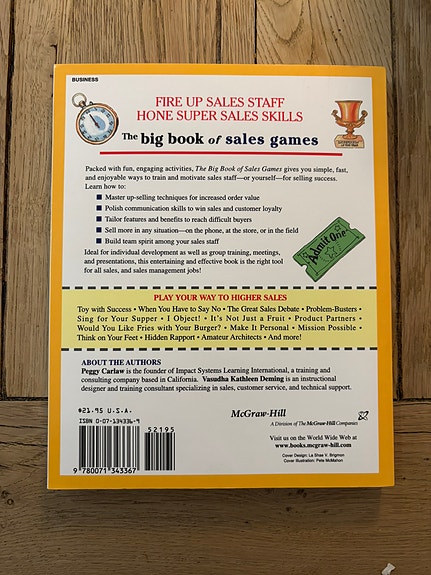 BUSINESS
FIRE UP SALES STAFF
HONE SUPER SALES SKILLS
The big book of sales games
Packed with fun, engaging activities, The Big Book of Sales Games gives you simple, fast,
and enjoyable ways to train and motivate sales staff—or yourself—for selling success.
Learn how to:
■ Master up-selling techniques for increased order value
■ Polish communication skills to win sales and customer loyalty
■ Tailor features and benefits to reach difficult buyers
■ Sell more in any situation—on the phone, at the store, or in the field
■ Build team spirit among your sales staff
Admit One
Ideal for individual development as well as group training, meetings,
and presentations, this entertaining and effective book is the right tool
for all sales, and sales management jobs!
PLAY YOUR WAY TO HIGHER SALES
Toy with Success • When You Have to Say No • The Great Sales Debate • Problem-Busters •
Sing for Your Supper • I Object! • It's Not Just a Fruit • Product Partners •
Would You Like Fries with Your Burger? • Make It Personal • Mission Possible •
Think on Your Feet • Hidden Rapport • Amateur Architects • And more!
ABOUT THE AUTHORS
Peggy Carlaw is the founder of Impact Systems Learning International, a training and
consulting company based in California. Vasudha Kathleen Deming is an instructional
designer and training consultant specializing in sales, customer service, and technical support.
$21.95 U.S.A.
ISBN 0-07-134336-9
52195
9 780071 343367
McGraw-Hill
A Division of The McGraw-Hill Companies
Visit us on the World Wide Web at
www.books.mcgraw-hill.com
Cover Design: La Shae V. Brigmon
Cover Illustration: Pete McMahon